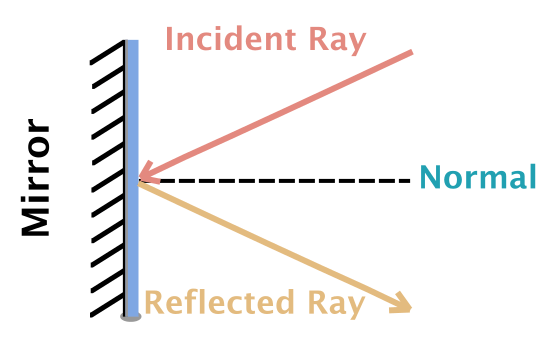 Incident Ray
Mirror
Normal
Reflected Ray